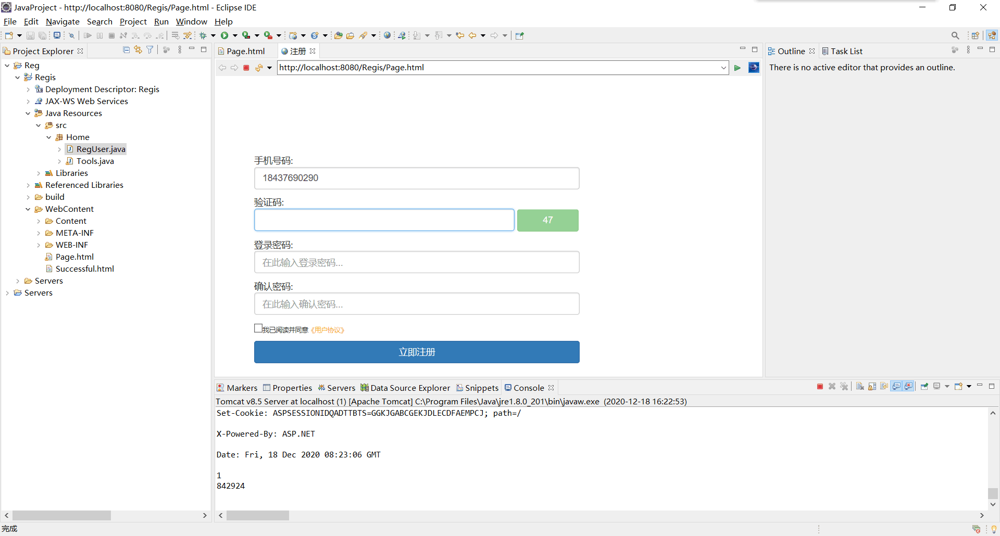 JavaProject - http://localhost:8080/Regis/Page.html - Eclipse IDE
File Edit Navigate Search Project Run Window Help
Project Explorer
Reg
Regis
Deployment Descriptor: Regis
JAX-WS Web Services
Java Resources
src
Home
RegUser.java
Tools.java
Libraries
Referenced Libraries
build
WebContent
Content
META-INF
WEB-INF
Page.html
Successful.html
Servers
Servers
Page.html 注册
http://localhost:8080/Regis/Page.html
手机号码:
18437690290
验证码:
47
登录密码:
在此输入登录密码...
确认密码:
在此输入确认密码...
我已阅读并同意《用户协议》
立即注册
Outline Task List
There is no active editor that provides an outline.
Markers Properties Servers Data Source Explorer Snippets Console
Tomcat v8.5 Server at localhost (1) [Apache Tomcat] C:\Program Files\Java\jre1.8.0_201\bin\javaw.exe (2020-12-18 16:22:53)
Set-Cookie: ASPSESSIONIDQADTTBTS=GGKJGABCGEKJDLECDFAEMPCJ; path=/
X-Powered-By: ASP.NET
Date: Fri, 18 Dec 2020 08:23:06 GMT
1
842924
完成